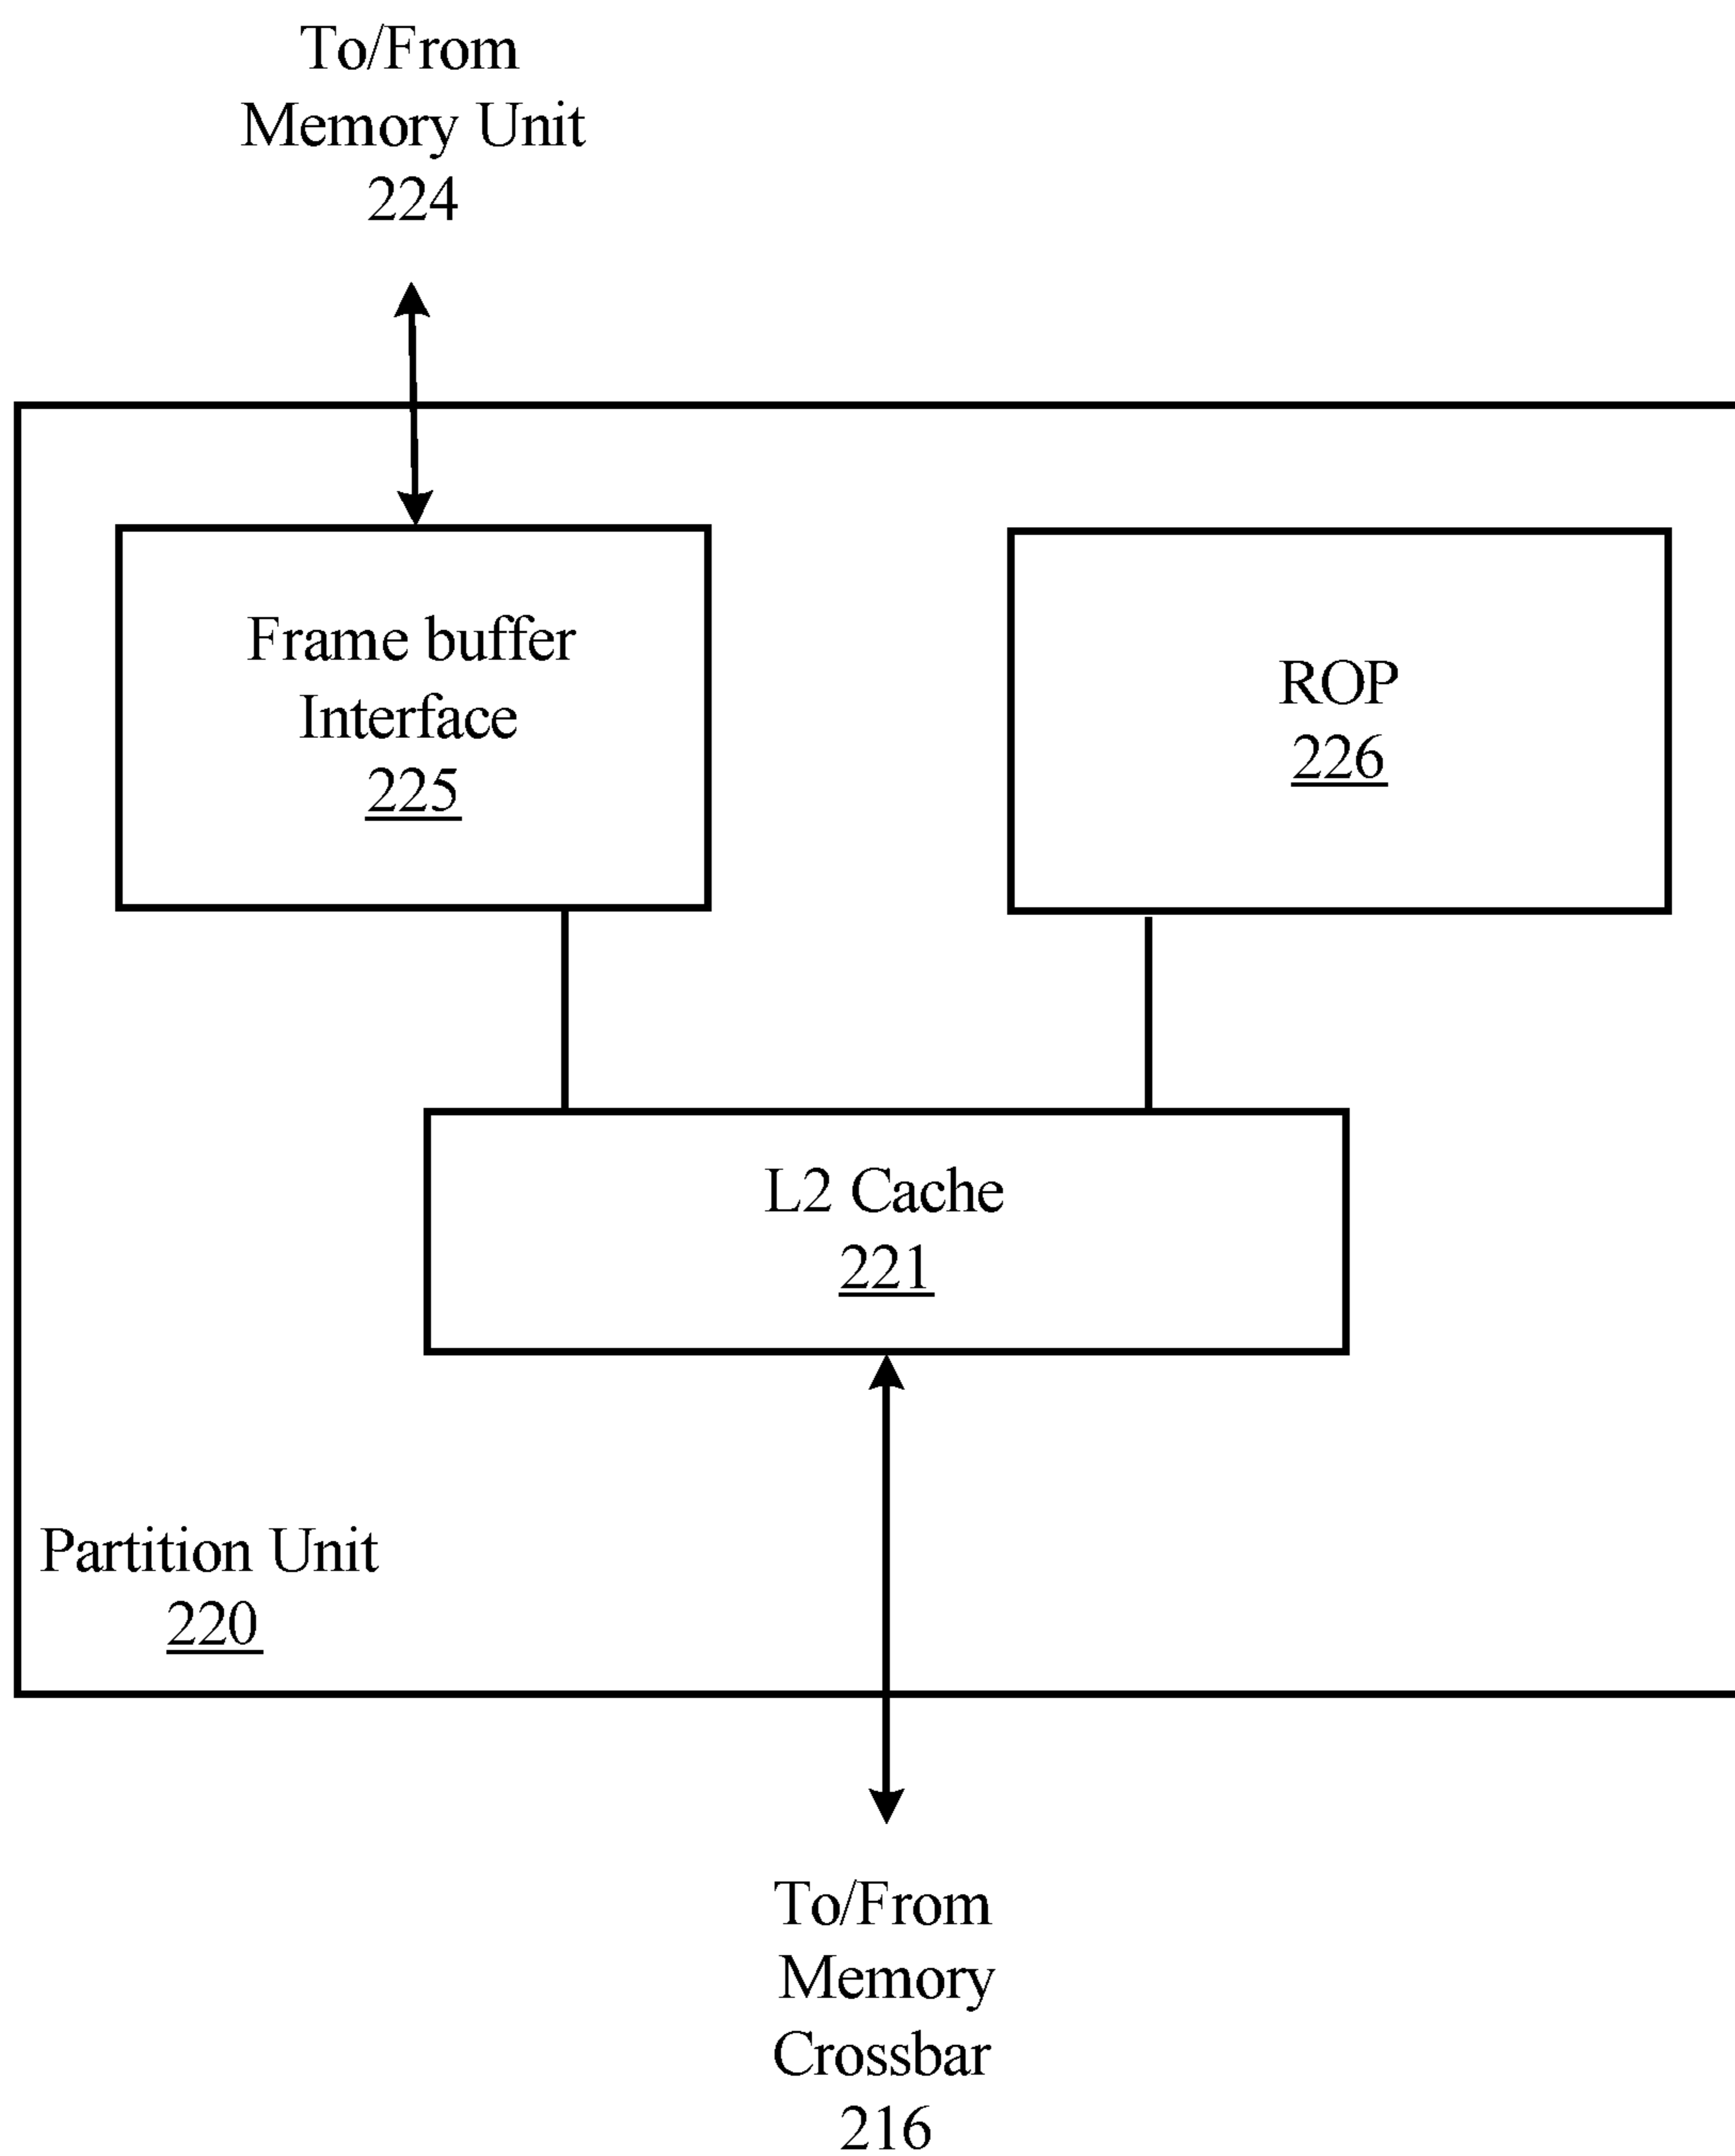 To/From
Memory Unit
224
Frame buffer
Interface
225
ROP
226
L2 Cache
221
Partition Unit
220
To/From
Memory
Crossbar
216